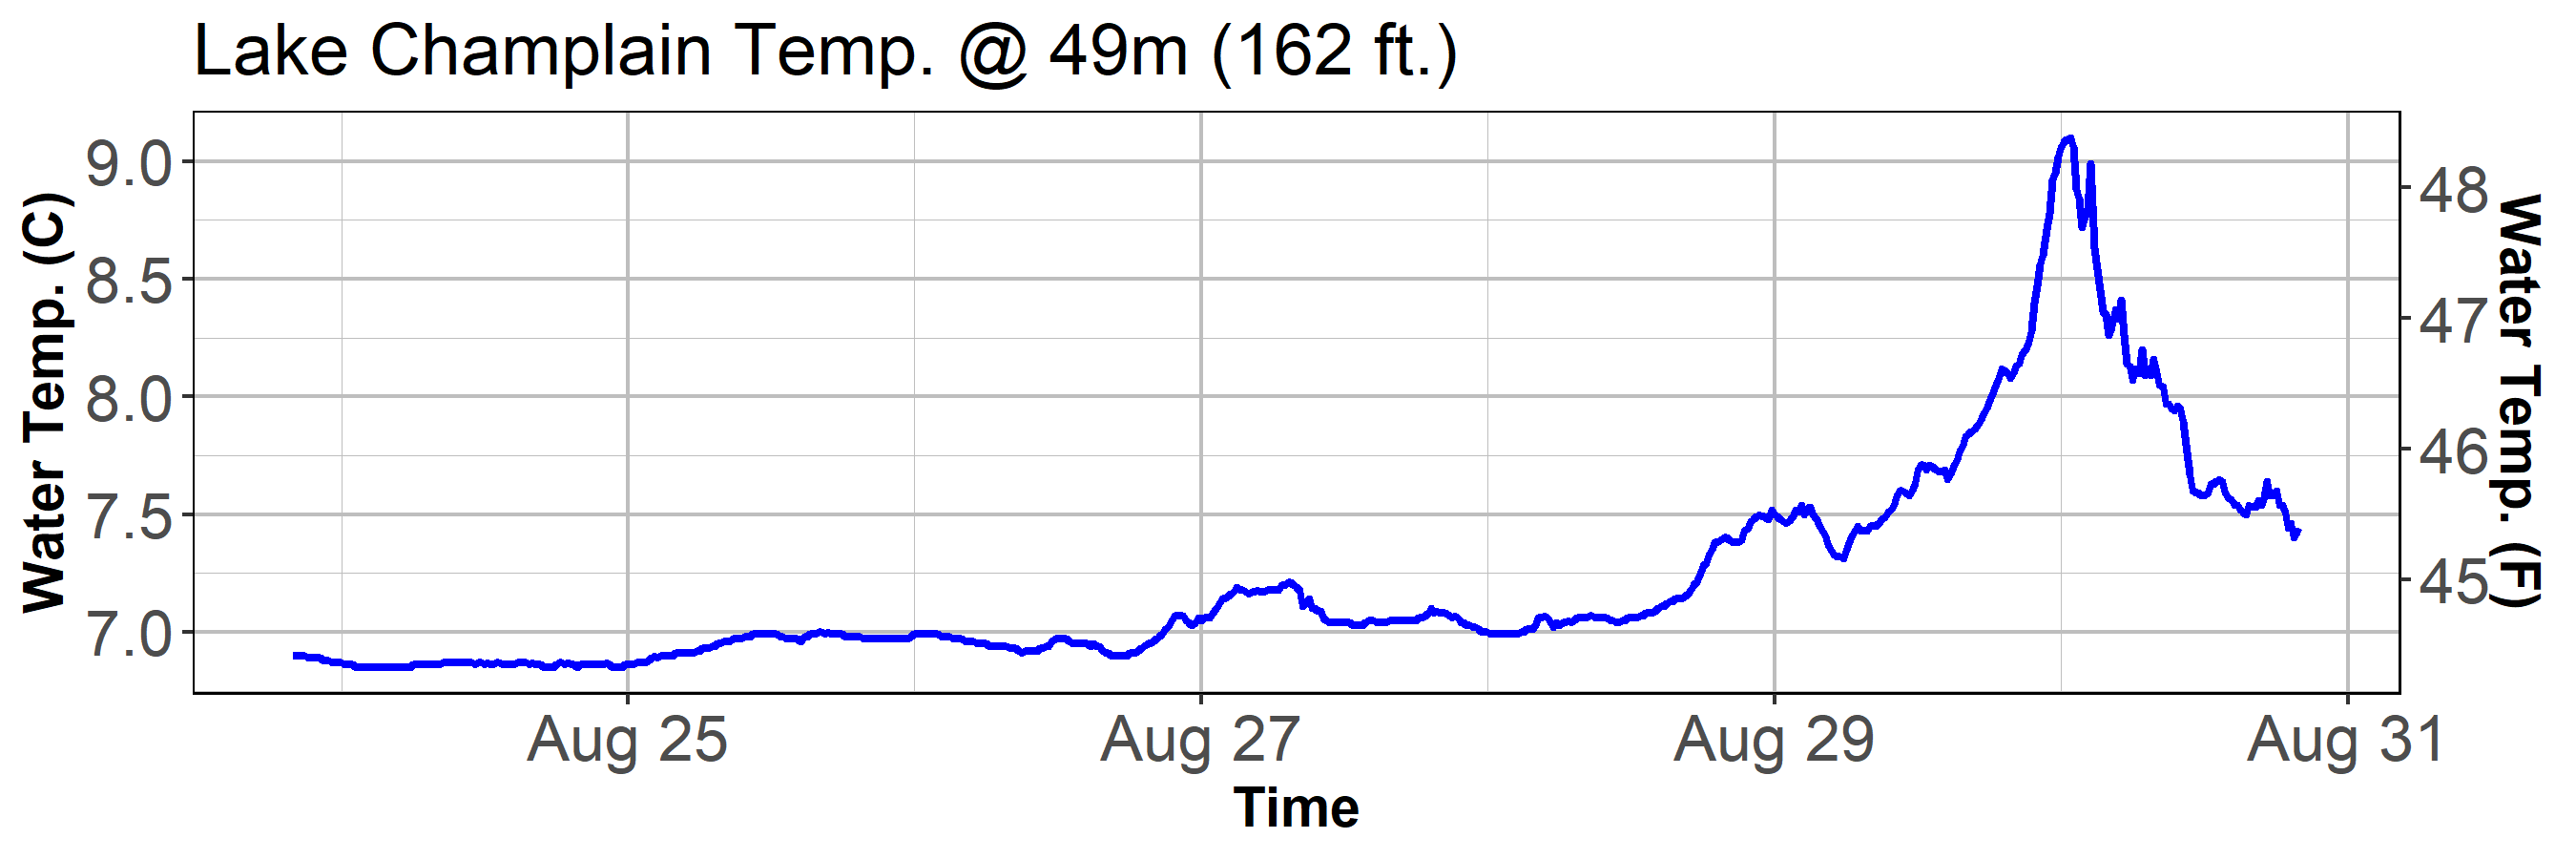 Lake Champlain Temp. @ 49m (162 ft.)
Water Temp. (C)
9.0
8.5
8.0
7.5
7.0
48
47
46
45
Water Temp. (F)
Aug 25 Aug 27 Aug 29 Aug 31
Time